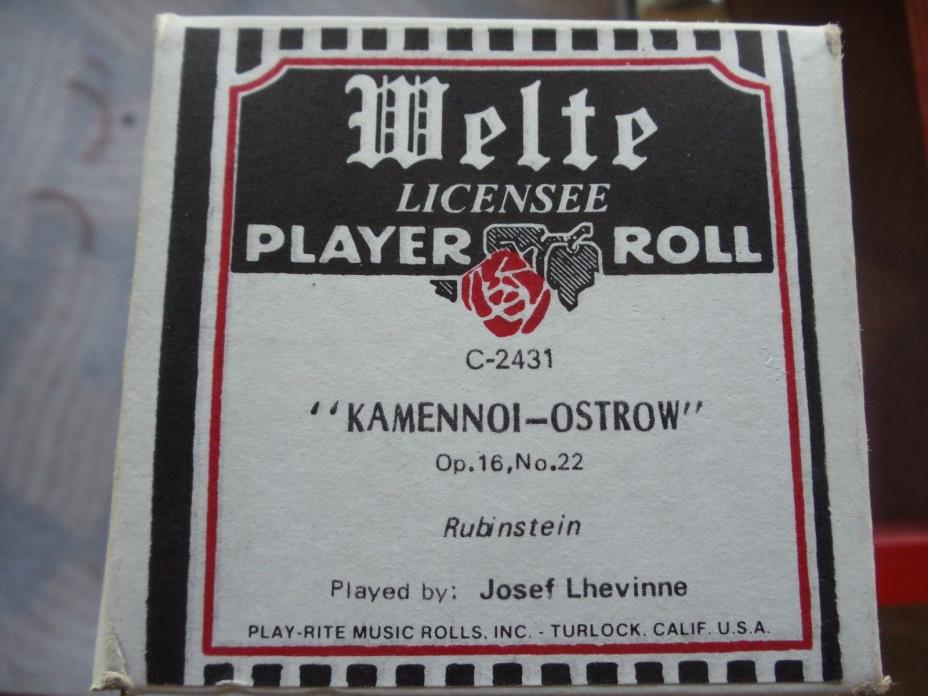 Welte
LICENSEE
PLAYER ROLL
C-2431
"KAMENNOI-OSTROW"
Op.16,No.22
Rubinstein
Played by: Josef Lhevinne
PLAY-RITE MUSIC ROLLS, INC. - TURLOCK, CALIF. U.S.A.